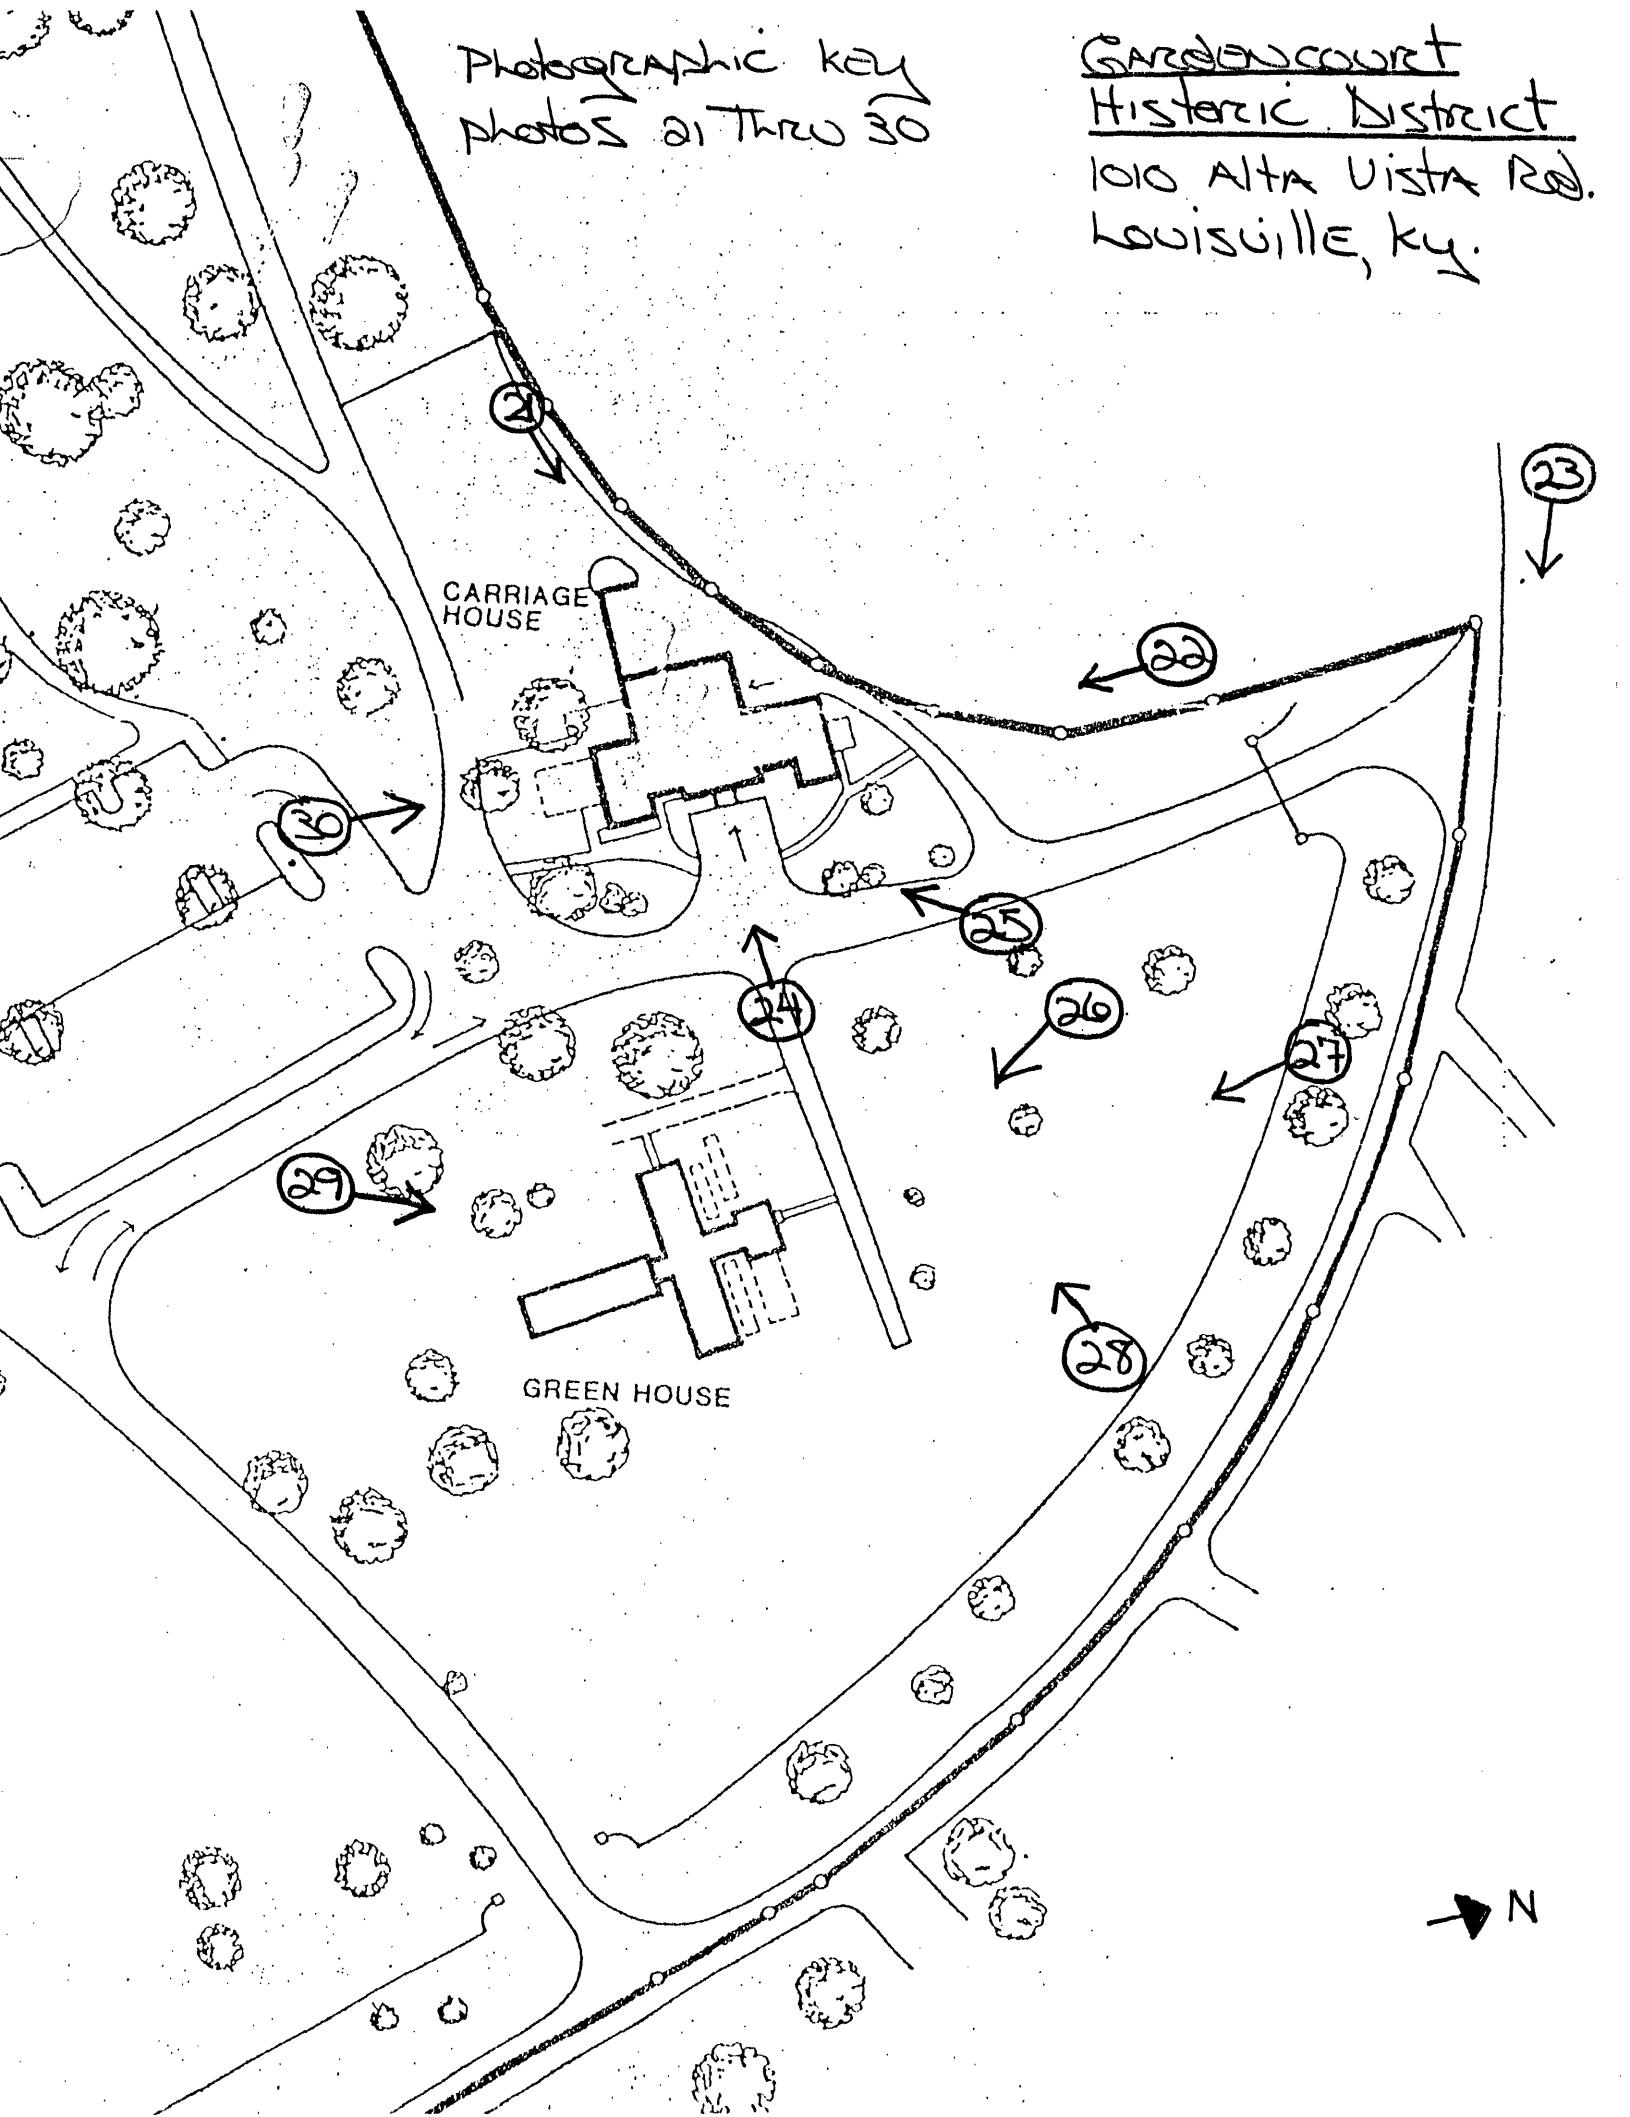 Photographic Key
photos 21 Thru 30
Gardencourt
Historic District
1010 Alta Vista Rd.
Louisville, Ky.
21
23
CARRIAGE
HOUSE
22
30
25
24
26
27
29
28
GREEN HOUSE
N